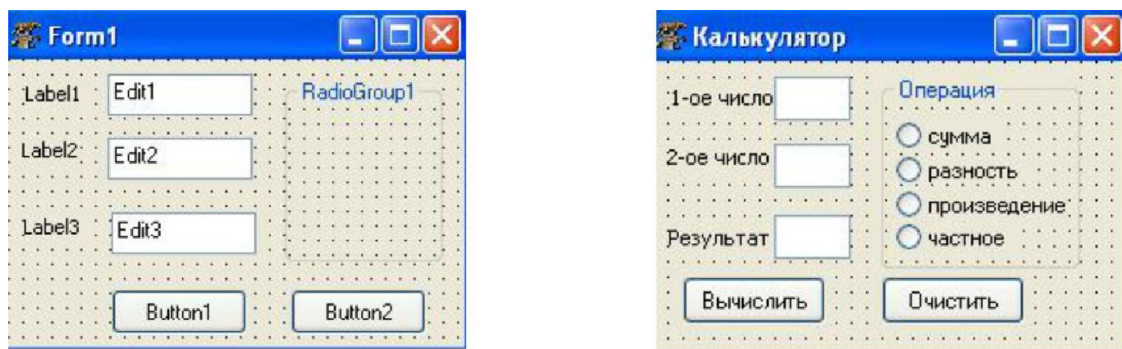 Form1
Label1 Edit1 RadioGroup1
Label2 Edit2
Label3 Edit3
Button1 Button2
Калькулятор
1-ое число Операция
сумма
2-ое число
разность
произведение
Результат
частное
Вычислить Очистить